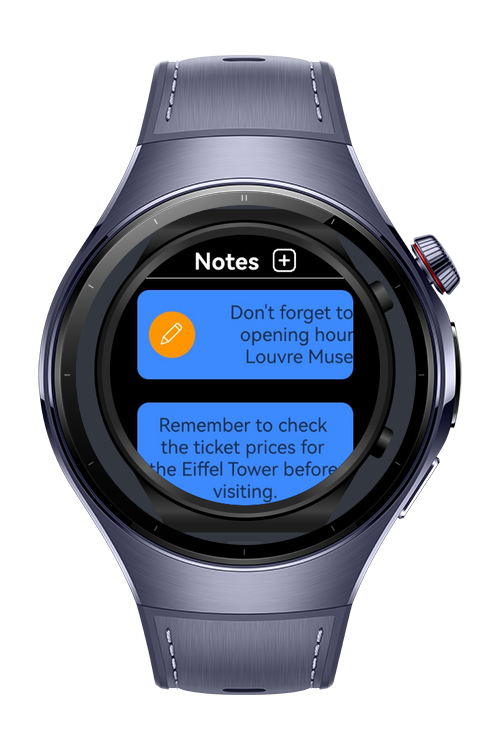 Notes
Don't forget to
opening hour
Louvre Muse
Remember to check
the ticket prices for
the Eiffel Tower before
visiting.